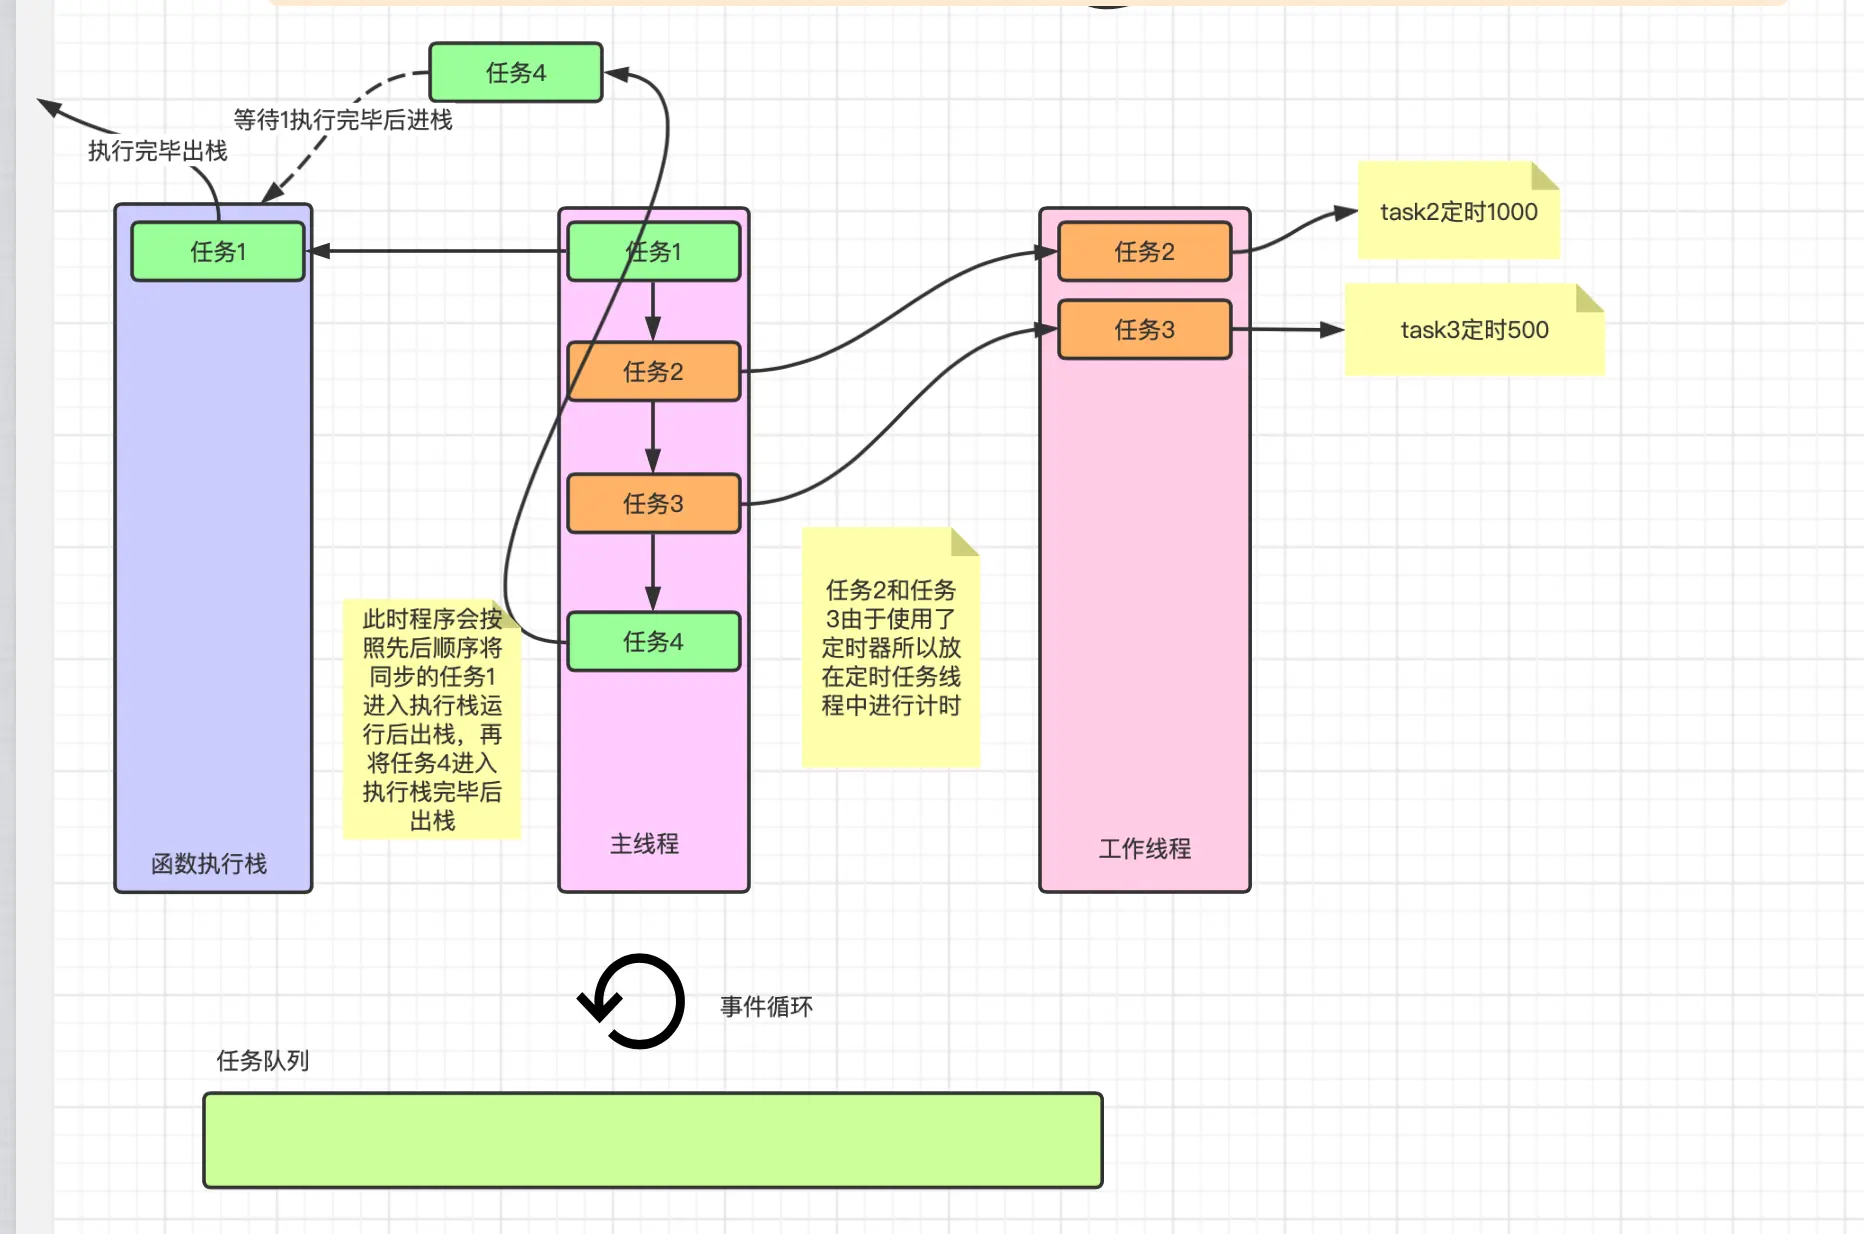 任务4
等待1执行完毕后进栈
执行完毕出栈
任务1
任务1
任务2
任务3
任务4
主线程
函数执行栈
此时程序会按
照先后顺序将
同步的任务1
进入执行栈运
行后出栈，再
将任务4进入
执行栈完毕后
出栈
任务2和任务
3由于使用了
定时器所以放
在定时任务线
程中进行计时
任务2
任务3
工作线程
task2定时1000
task3定时500
事件循环
任务队列